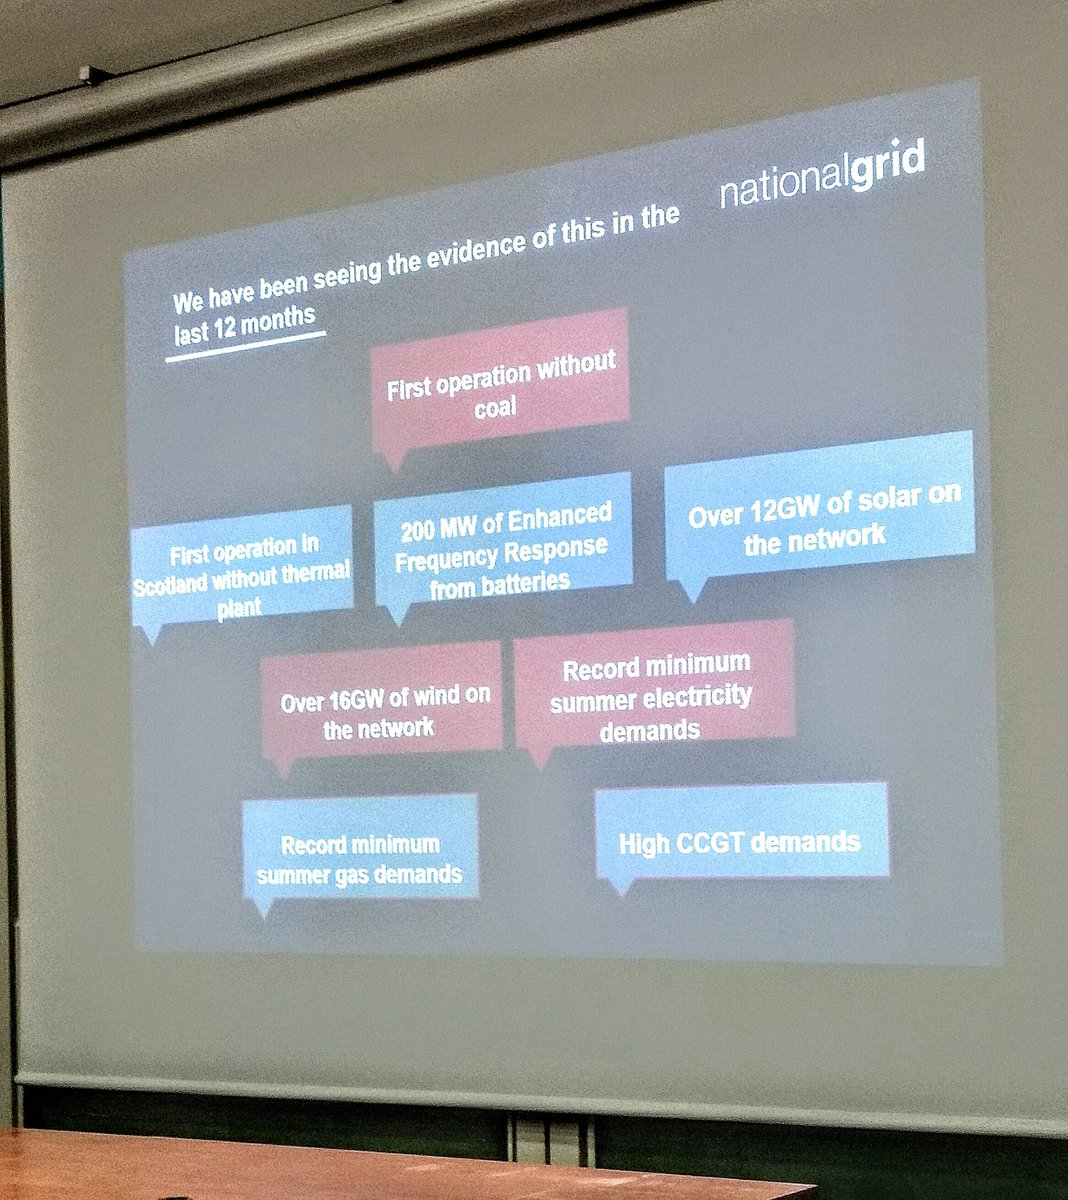 nationalgrid
We have been seeing the evidence of this in the
last 12 months
First operation without
coal
First operation in
Scotland without thermal
plant
200 MW of Enhanced
Frequency Response
from batteries
Over 12GW of solar on
the network
Over 16GW of wind on
the network
Record minimum
summer electricity
demands
Record minimum
summer gas demands
High CCGT demands